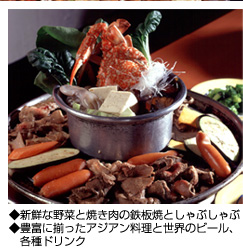 ◆新鮮な野菜と焼き肉の鉄板焼としゃぶしゃぶ
◆豊富に揃ったアジアン料理と世界のビール、
各種ドリンク